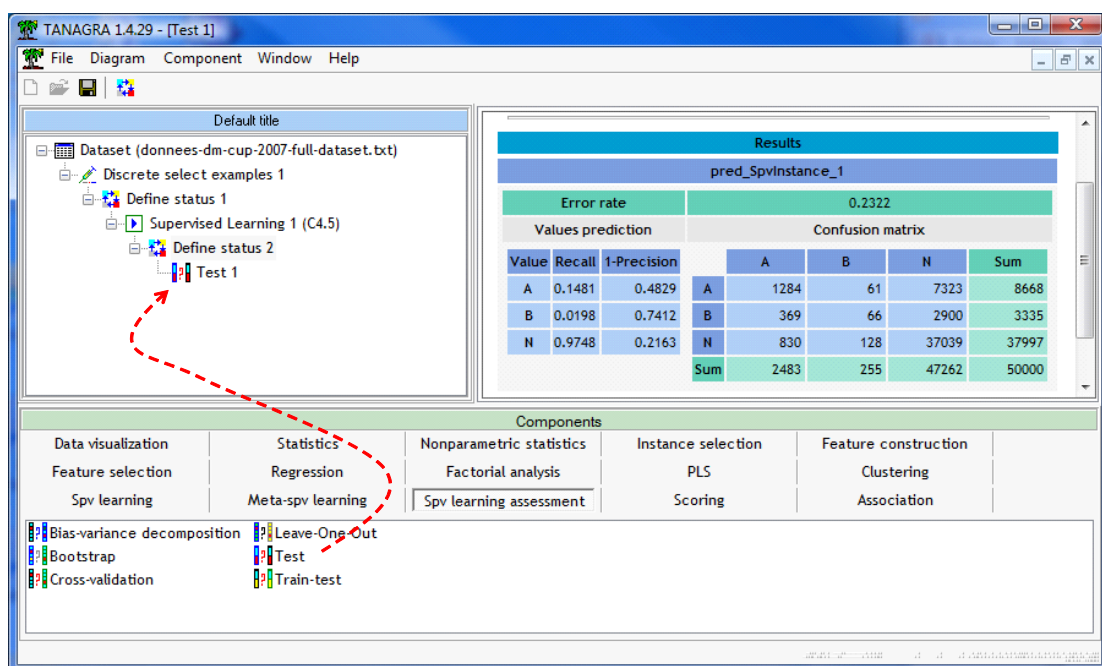 TANAGRA 1.4.29 - [Test 1]
File Diagram Component Window Help
Default title
Dataset (donnees-dm-cup-2007-full-dataset.txt)
Discrete select examples 1
Define status 1
Supervised Learning 1 (C4.5)
Define status 2
Test 1
Results
pred_SpvInstance_1
Error rate 0.2322
Values prediction Confusion matrix
Value Recall 1-Precision A B N Sum
A 0.1481 0.4829 A 1284 61 7323 8668
B 0.0198 0.7412 B 369 66 2900 3335
N 0.9748 0.2163 N 830 128 37039 37997
Sum 2483 255 47262 50000
Components
Data visualization Statistics Nonparametric statistics Instance selection Feature construction
Feature selection Regression Factorial analysis PLS Clustering
Spv learning Meta-spv learning Spv learning assessment Scoring Association
Bias-variance decomposition Leave-One-Out
Bootstrap Test
Cross-validation Train-test